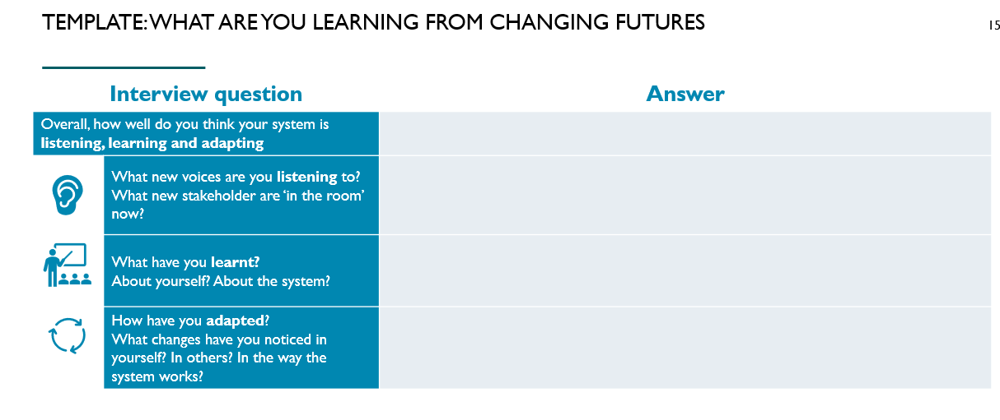 TEMPLATE: WHAT ARE YOU LEARNING FROM CHANGING FUTURES
15
Interview question
Answer
Overall, how well do you think your system is
listening, learning and adapting
What new voices are you listening to?
What new stakeholder are ‘in the room’
now?
What have you learnt?
About yourself? About the system?
How have you adapted?
What changes have you noticed in
yourself? In others? In the way the
system works?